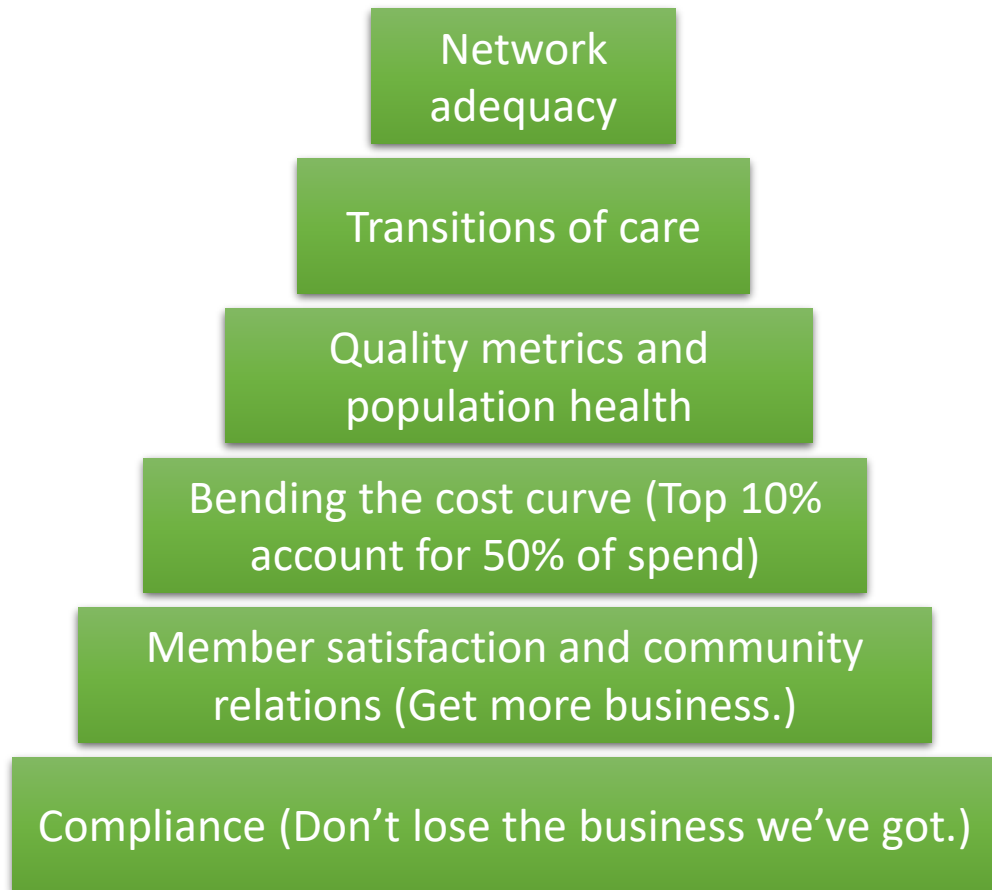 Network
adequacy
Transitions of care
Quality metrics and
population health
Bending the cost curve (Top 10%
account for 50% of spend)
Member satisfaction and community
relations (Get more business.)
Compliance (Don’t lose the business we’ve got.)